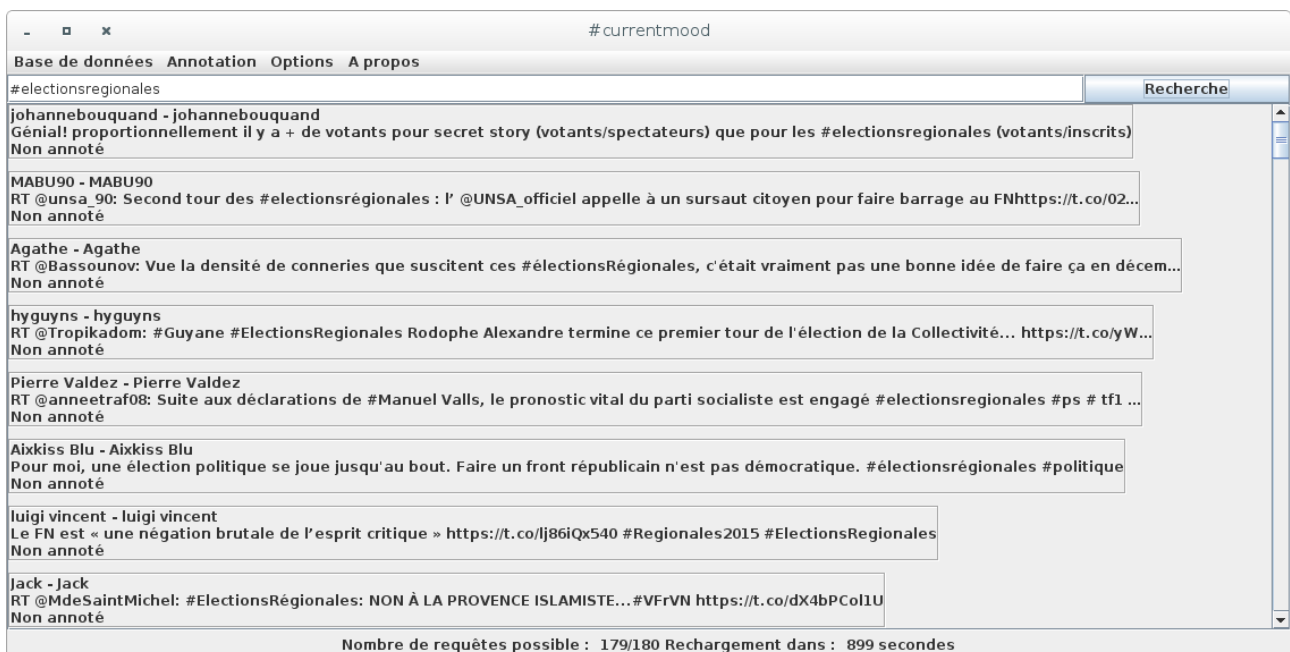 #currentmood
Base de données Annotation Options A propos
#electionsregionales Recherche
johannebouquand - johannebouquand
Génial! proportionnellement il y a + de votants pour secret story (votants/spectateurs) que pour les #electionsregionales (votants/inscrits)
Non annoté
MABU90 - MABU90
RT @unsa_90: Second tour des #electionsrégionales : l’ @UNSA_officiel appelle à un sursaut citoyen pour faire barrage au FNhttps://t.co/02...
Non annoté
Agathe - Agathe
RT @Bassounov: Vue la densité de conneries que suscitent ces #électionsRégionales, c'était vraiment pas une bonne idée de faire ça en décem...
Non annoté
hyguyns - hyguyns
RT @Tropikadom: #Guyane #ElectionsRegionales Rodophe Alexandre termine ce premier tour de l'élection de la Collectivité... https://t.co/yW...
Non annoté
Pierre Valdez - Pierre Valdez
RT @anneetraf08: Suite aux déclarations de #Manuel Valls, le pronostic vital du parti socialiste est engagé #electionsregionales #ps # tf1 ...
Non annoté
Aixkiss Blu - Aixkiss Blu
Pour moi, une élection politique se joue jusqu'au bout. Faire un front républicain n'est pas démocratique. #électionsrégionales #politique
Non annoté
luigi vincent - luigi vincent
Le FN est « une négation brutale de l’esprit critique » https://t.co/lj86iQx540 #Regionales2015 #ElectionsRegionales
Non annoté
Jack - Jack
RT @MdeSaintMichel: #ElectionsRégionales: NON À LA PROVENCE ISLAMISTE...#VFrVN https://t.co/dX4bPCol1U
Non annoté
Nombre de requêtes possible : 179/180 Rechargement dans : 899 secondes